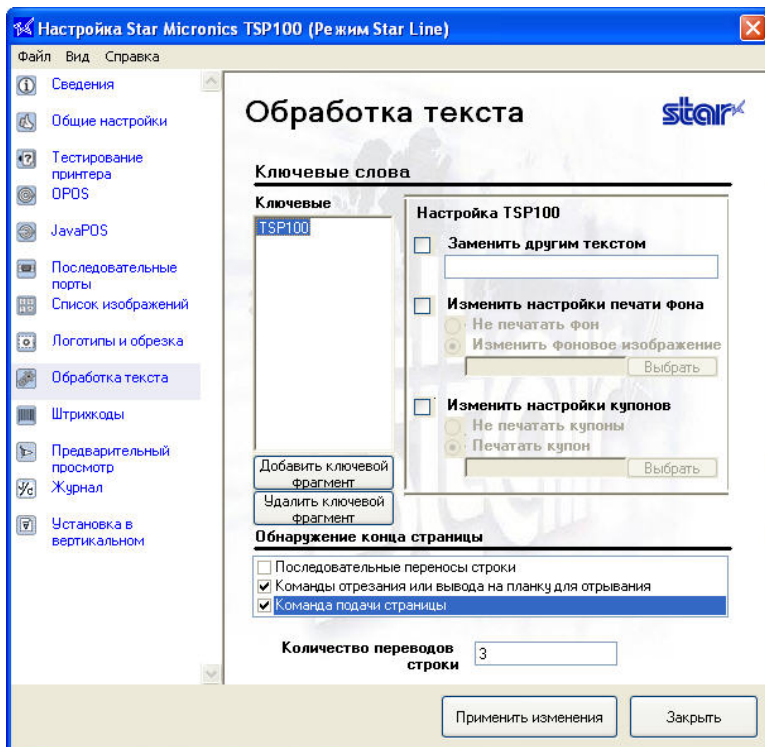 Настройка Star Micronics TSP100 (Режим Star Line)
Файл Вид Справка
Сведения
Общие настройки
Тестирование
принтера
OPOS
JavaPOS
Последовательные
порты
Список изображений
Логотипы и обрезка
Обработка текста
Штрихкоды
Предварительный
просмотр
Журнал
Установка в
вертикальном
Обработка текста
star
Ключевые слова
Ключевые
TSP100
Добавить ключевой
фрагмент
Удалить ключевой
фрагмент
Настройка TSP100
Заменить другим текстом
Изменить настройки печати фона
Не печатать фон
Изменить фоновое изображение
Выбрать
Изменить настройки купонов
Не печатать купоны
Печатать купон
Выбрать
Обнаружение конца страницы
Последовательные переносы строки
Команды отрезания или вывода на планку для отрывания
Команда подачи страницы
Количество переводов
строки
3
Применить изменения
Закрыть